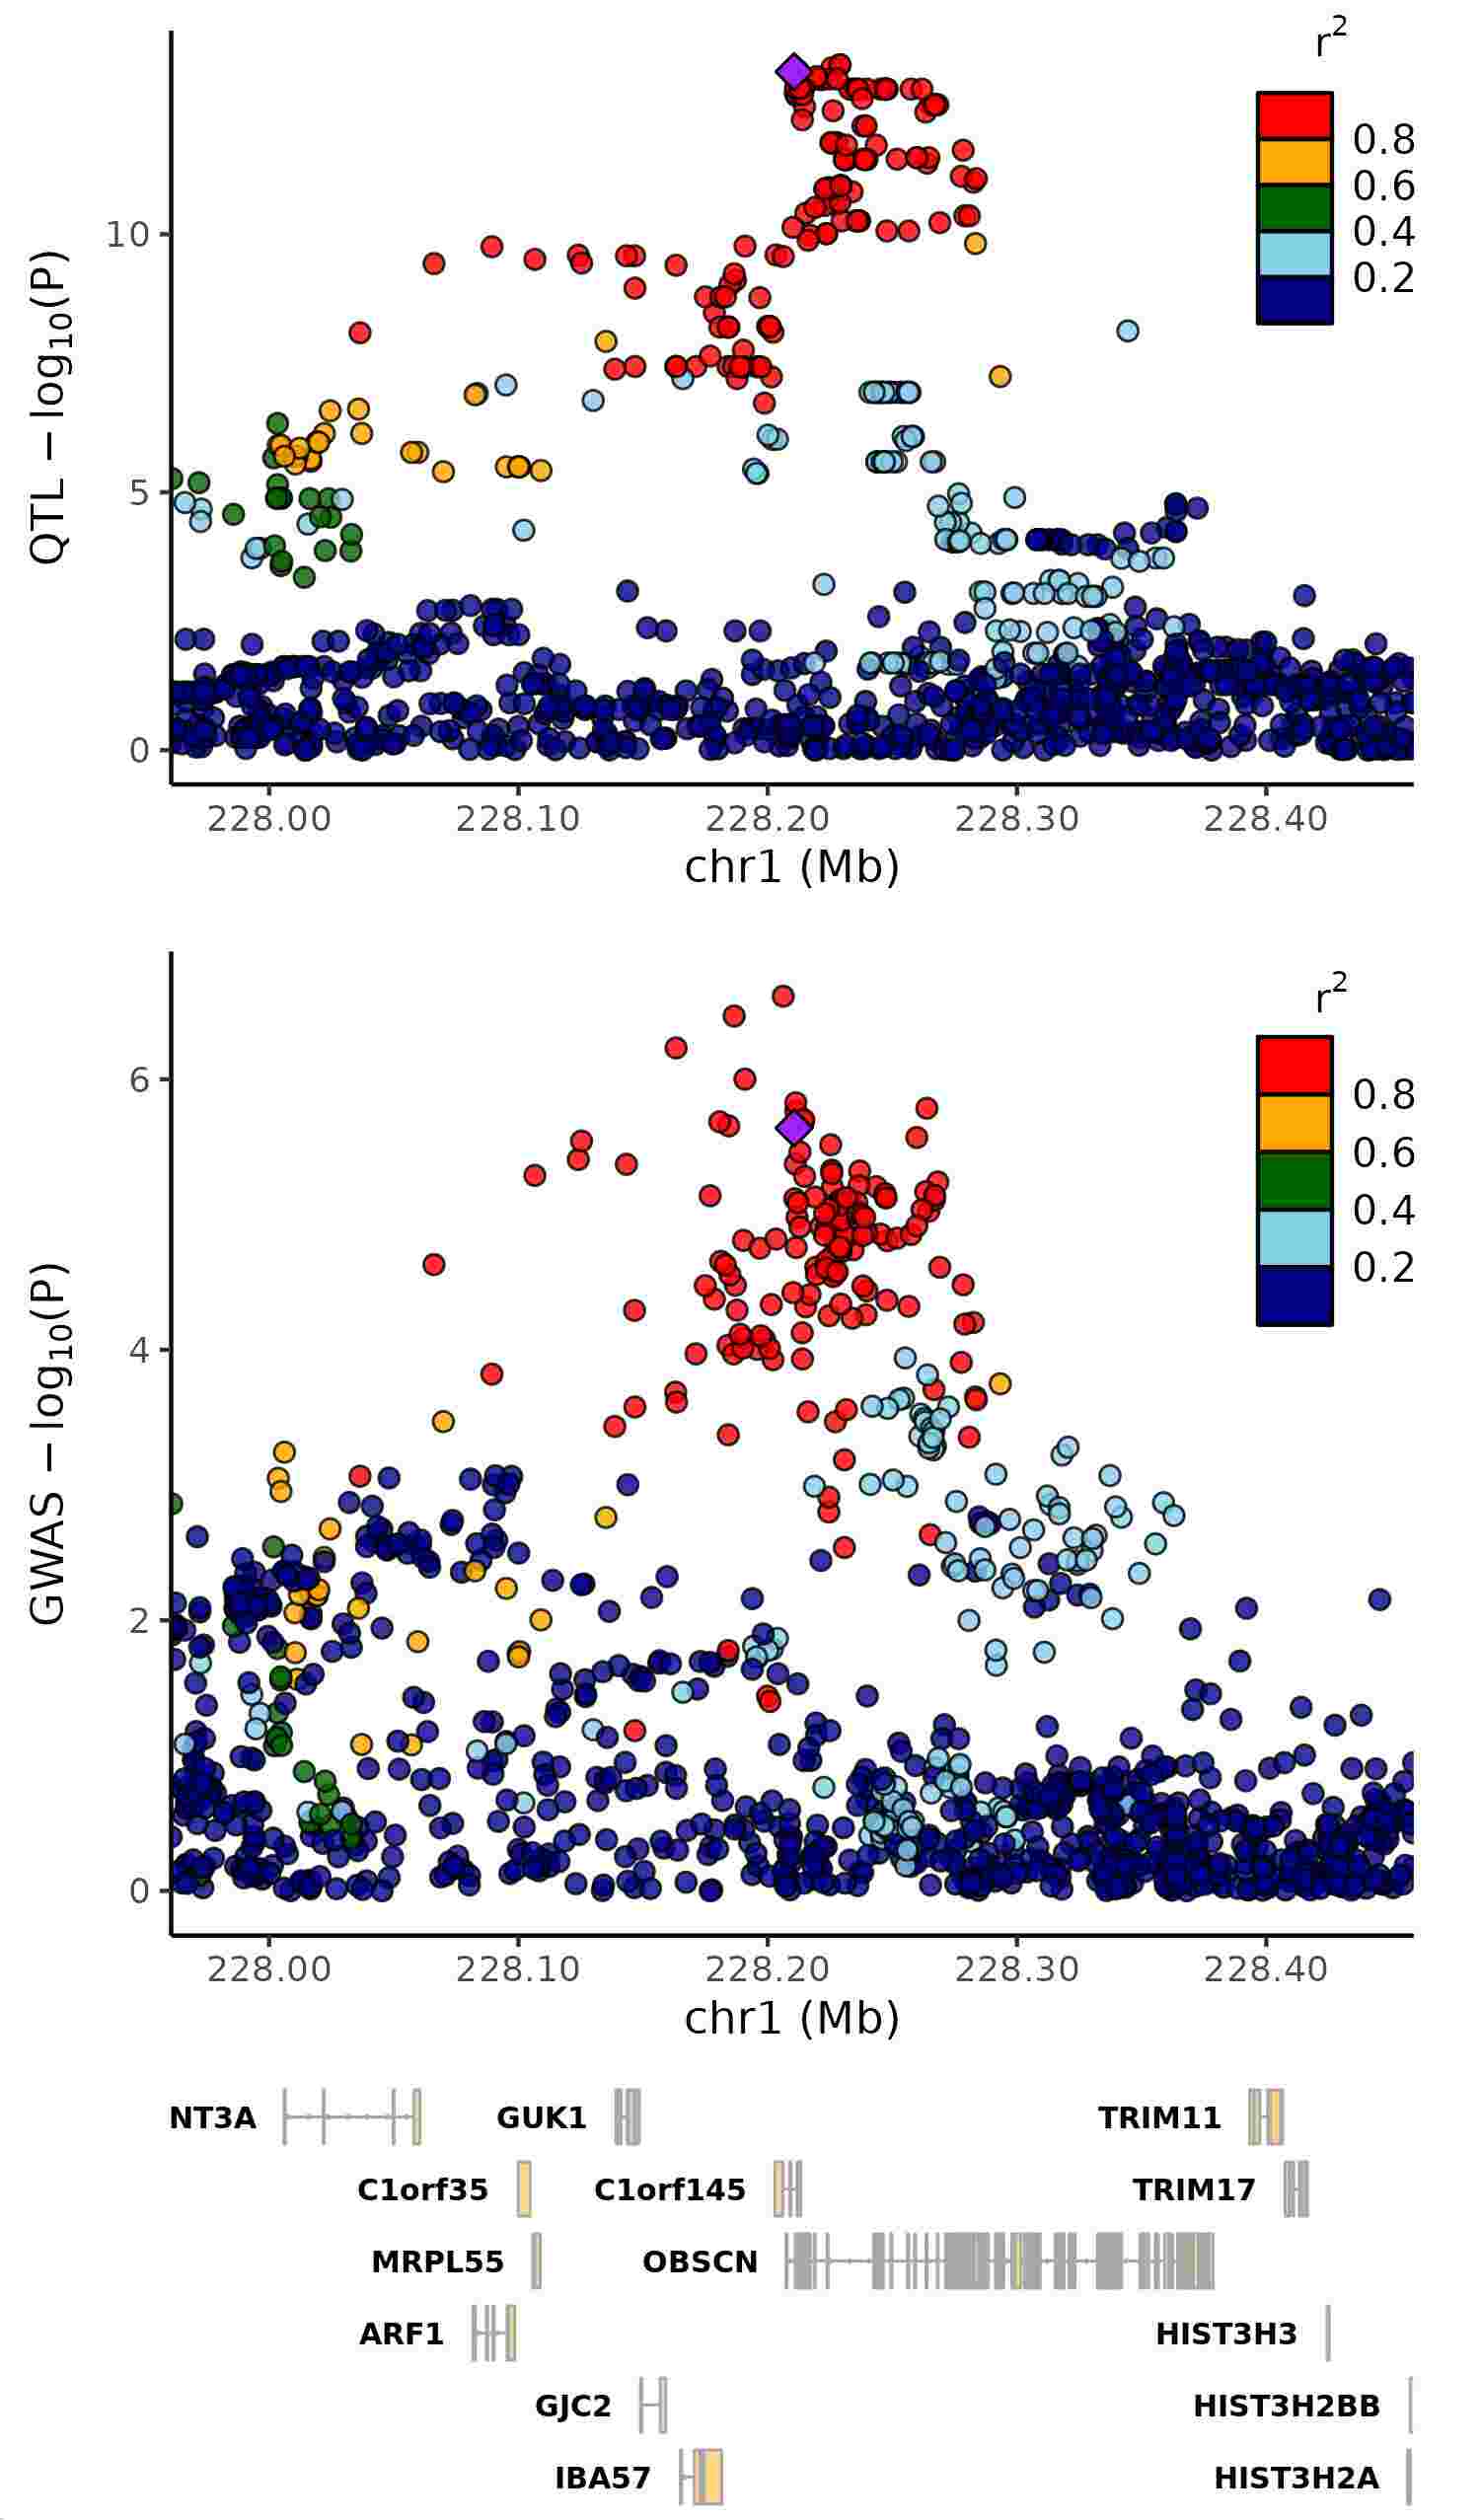 r2
0.8
0.6
0.4
0.2
10
5
0
QTL − log10(P)
228.00 228.10 228.20 228.30 228.40
chr1 (Mb)
r2
0.8
0.6
0.4
0.2
6
4
2
0
GWAS − log10(P)
228.00 228.10 228.20 228.30 228.40
chr1 (Mb)
NT3A GUK1 TRIM11
C1orf35 C1orf145 TRIM17
MRPL55 OBSCN
ARF1 HIST3H3
GJC2 HIST3H2BB
IBA57 HIST3H2A